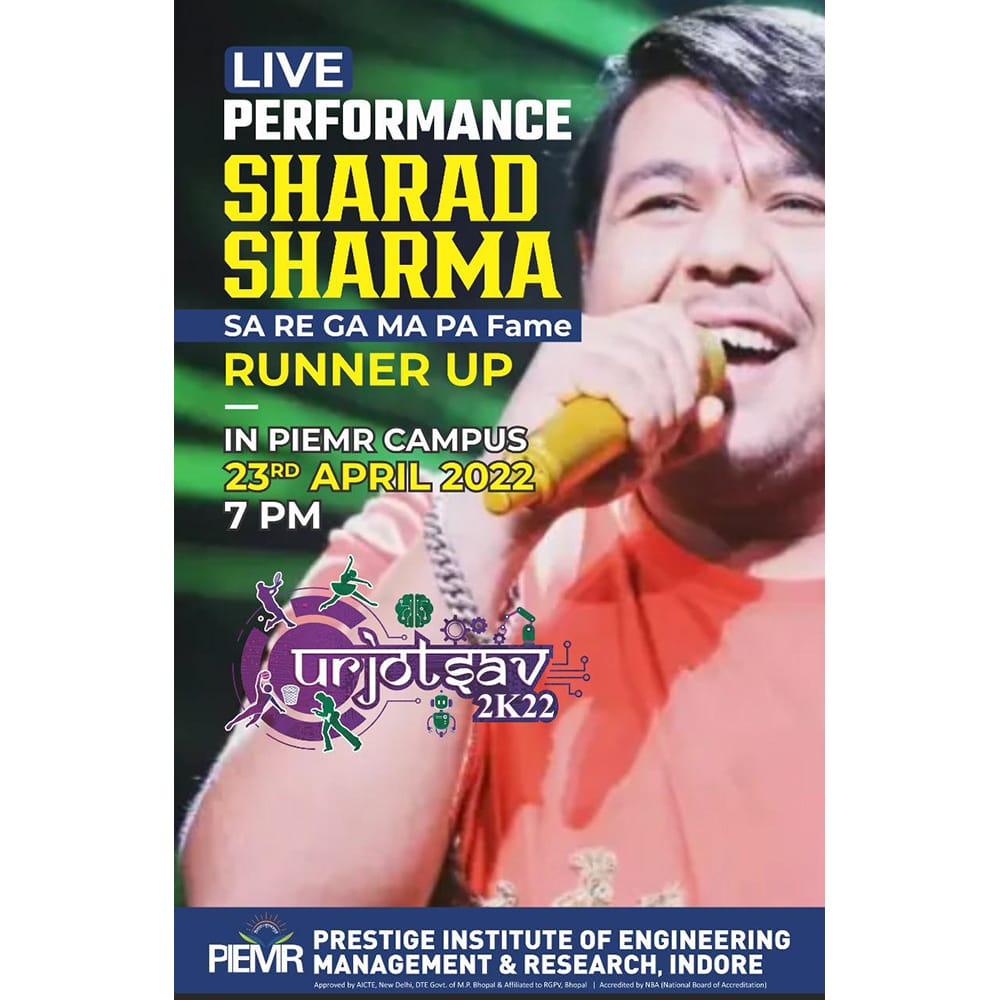 LIVE
PERFORMANCE
SHARAD
SHARMA
SA RE GA MA PA Fame
RUNNER UP
IN PIEMR CAMPUS
23RD APRIL 2022
7 PM
urjotsav
2K22
PIEMR
PRESTIGE INSTITUTE OF ENGINEERING
MANAGEMENT & RESEARCH, INDORE
Approved by AICTE, New Delhi, DTE Govt. of M.P. Bhopal & Affiliated to RGPV, Bhopal | Accredited by NBA (National Board of Accreditation)